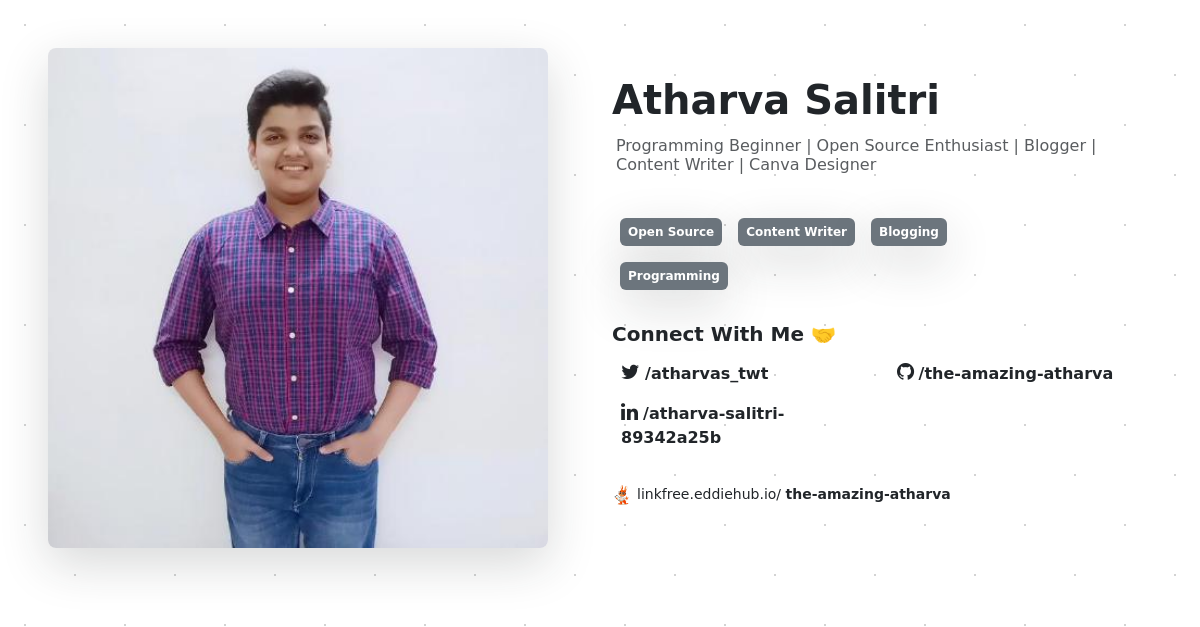 Atharva Salitri
Programming Beginner | Open Source Enthusiast | Blogger |
Content Writer | Canva Designer
Open Source Content Writer Blogging
Programming
Connect With Me 🤝
/atharvas_twt /the-amazing-atharva
/atharva-salitri-
89342a25b
linkfree.eddiehub.io/ the-amazing-atharva